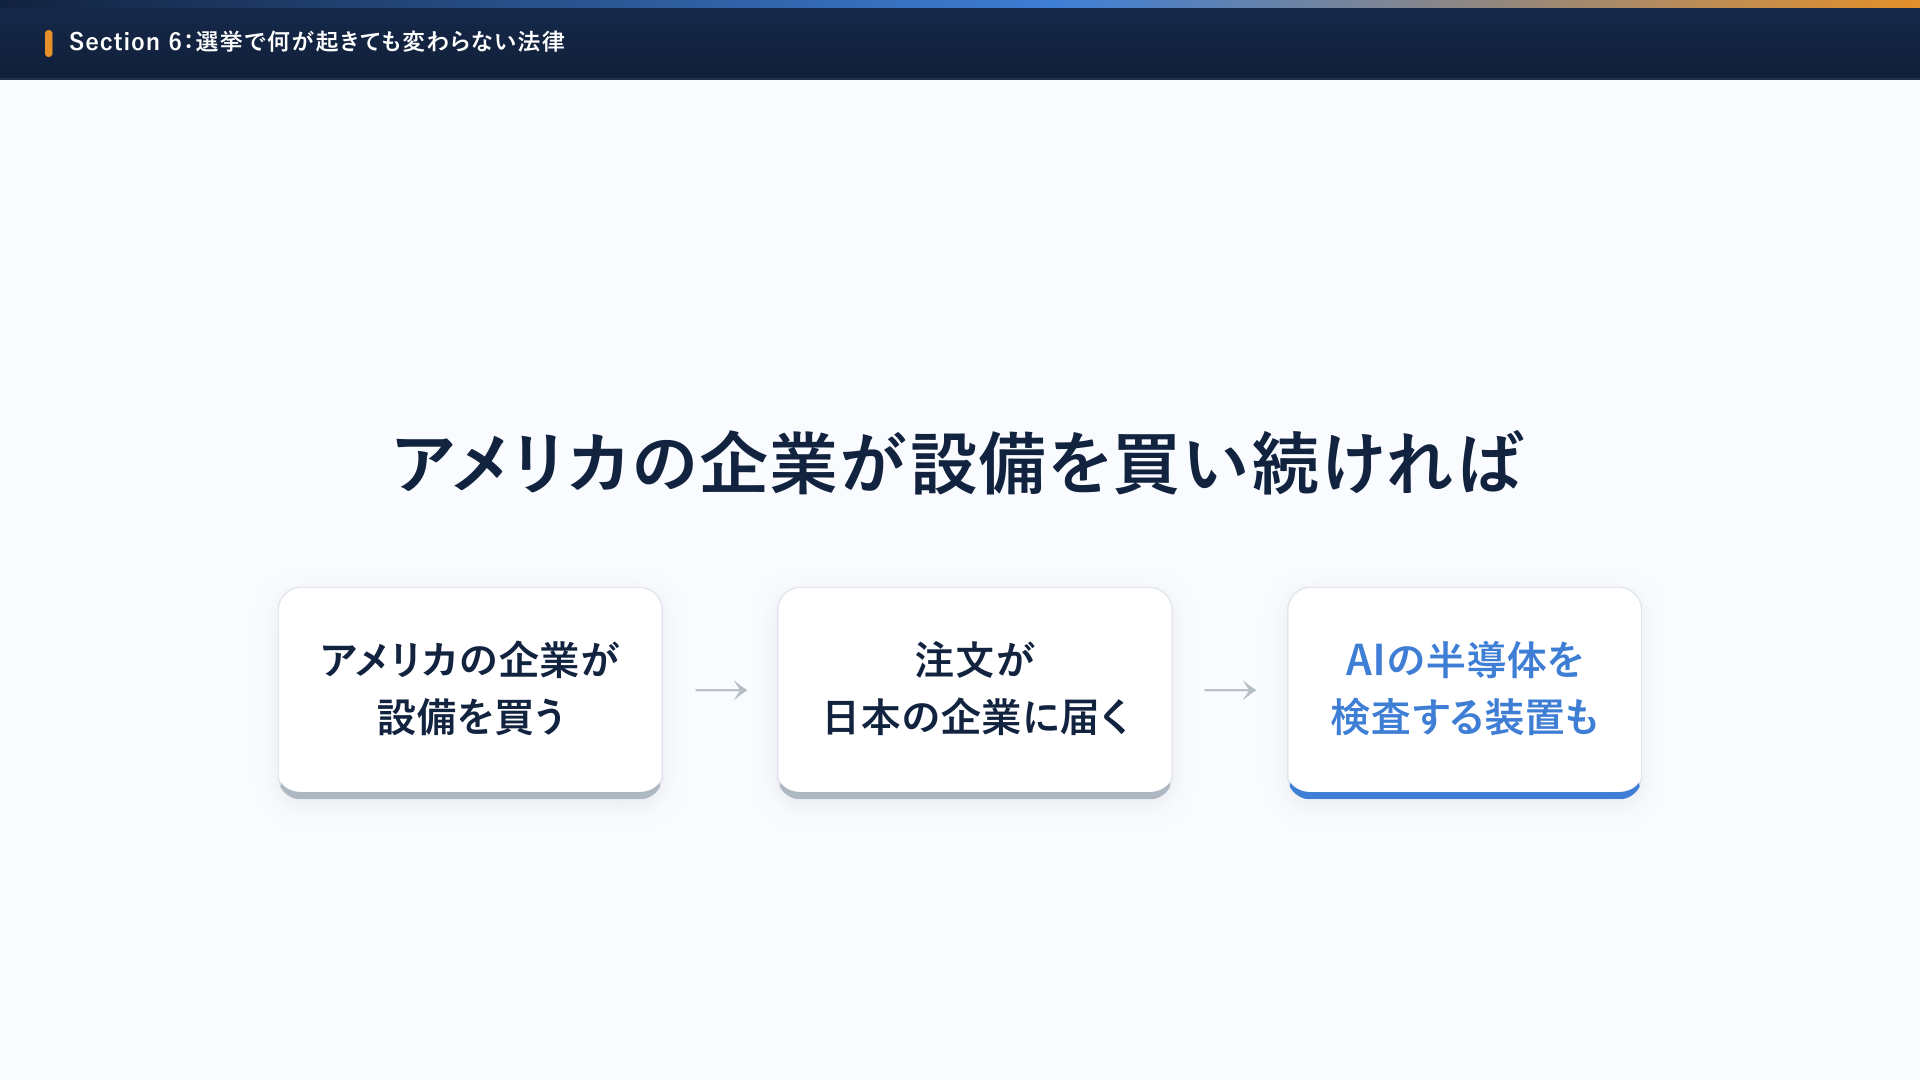 Section 6：選挙で何が起きても変わらない法律
アメリカの企業が設備を買い続ければ
アメリカの企業が
設備を買う
→
注文が
日本の企業に届く
→
AIの半導体を
検査する装置も